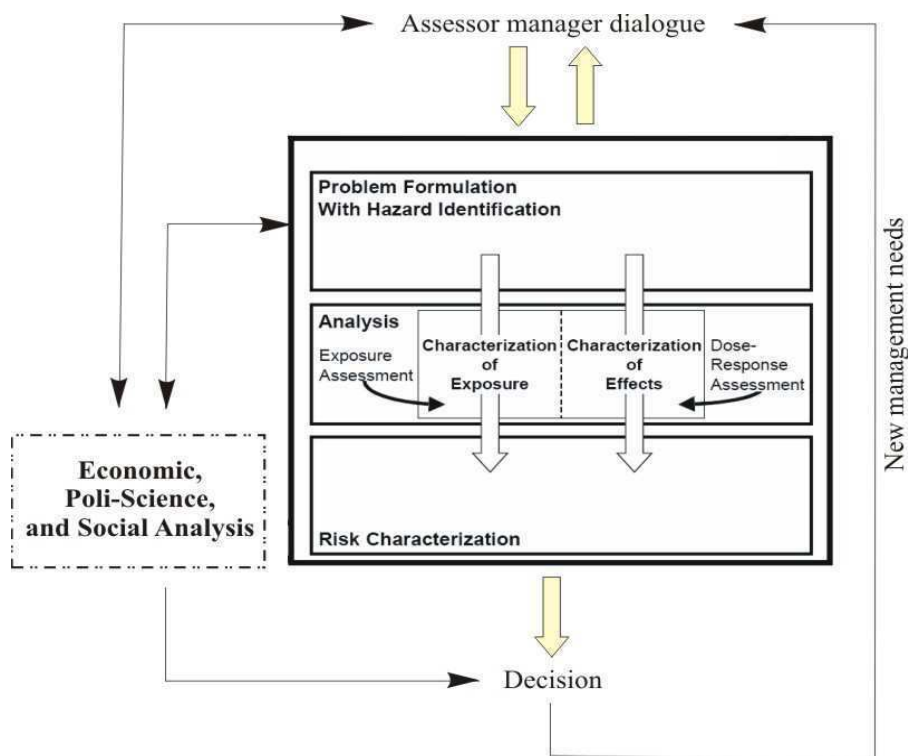 Assessor manager dialogue
Problem Formulation
With Hazard Identification
Analysis
Exposure
Assessment
Characterization
of
Exposure
Characterization
of
Effects
Dose-
Response
Assessment
Risk Characterization
Economic,
Poli-Science,
and Social Analysis
Decision
New management needs